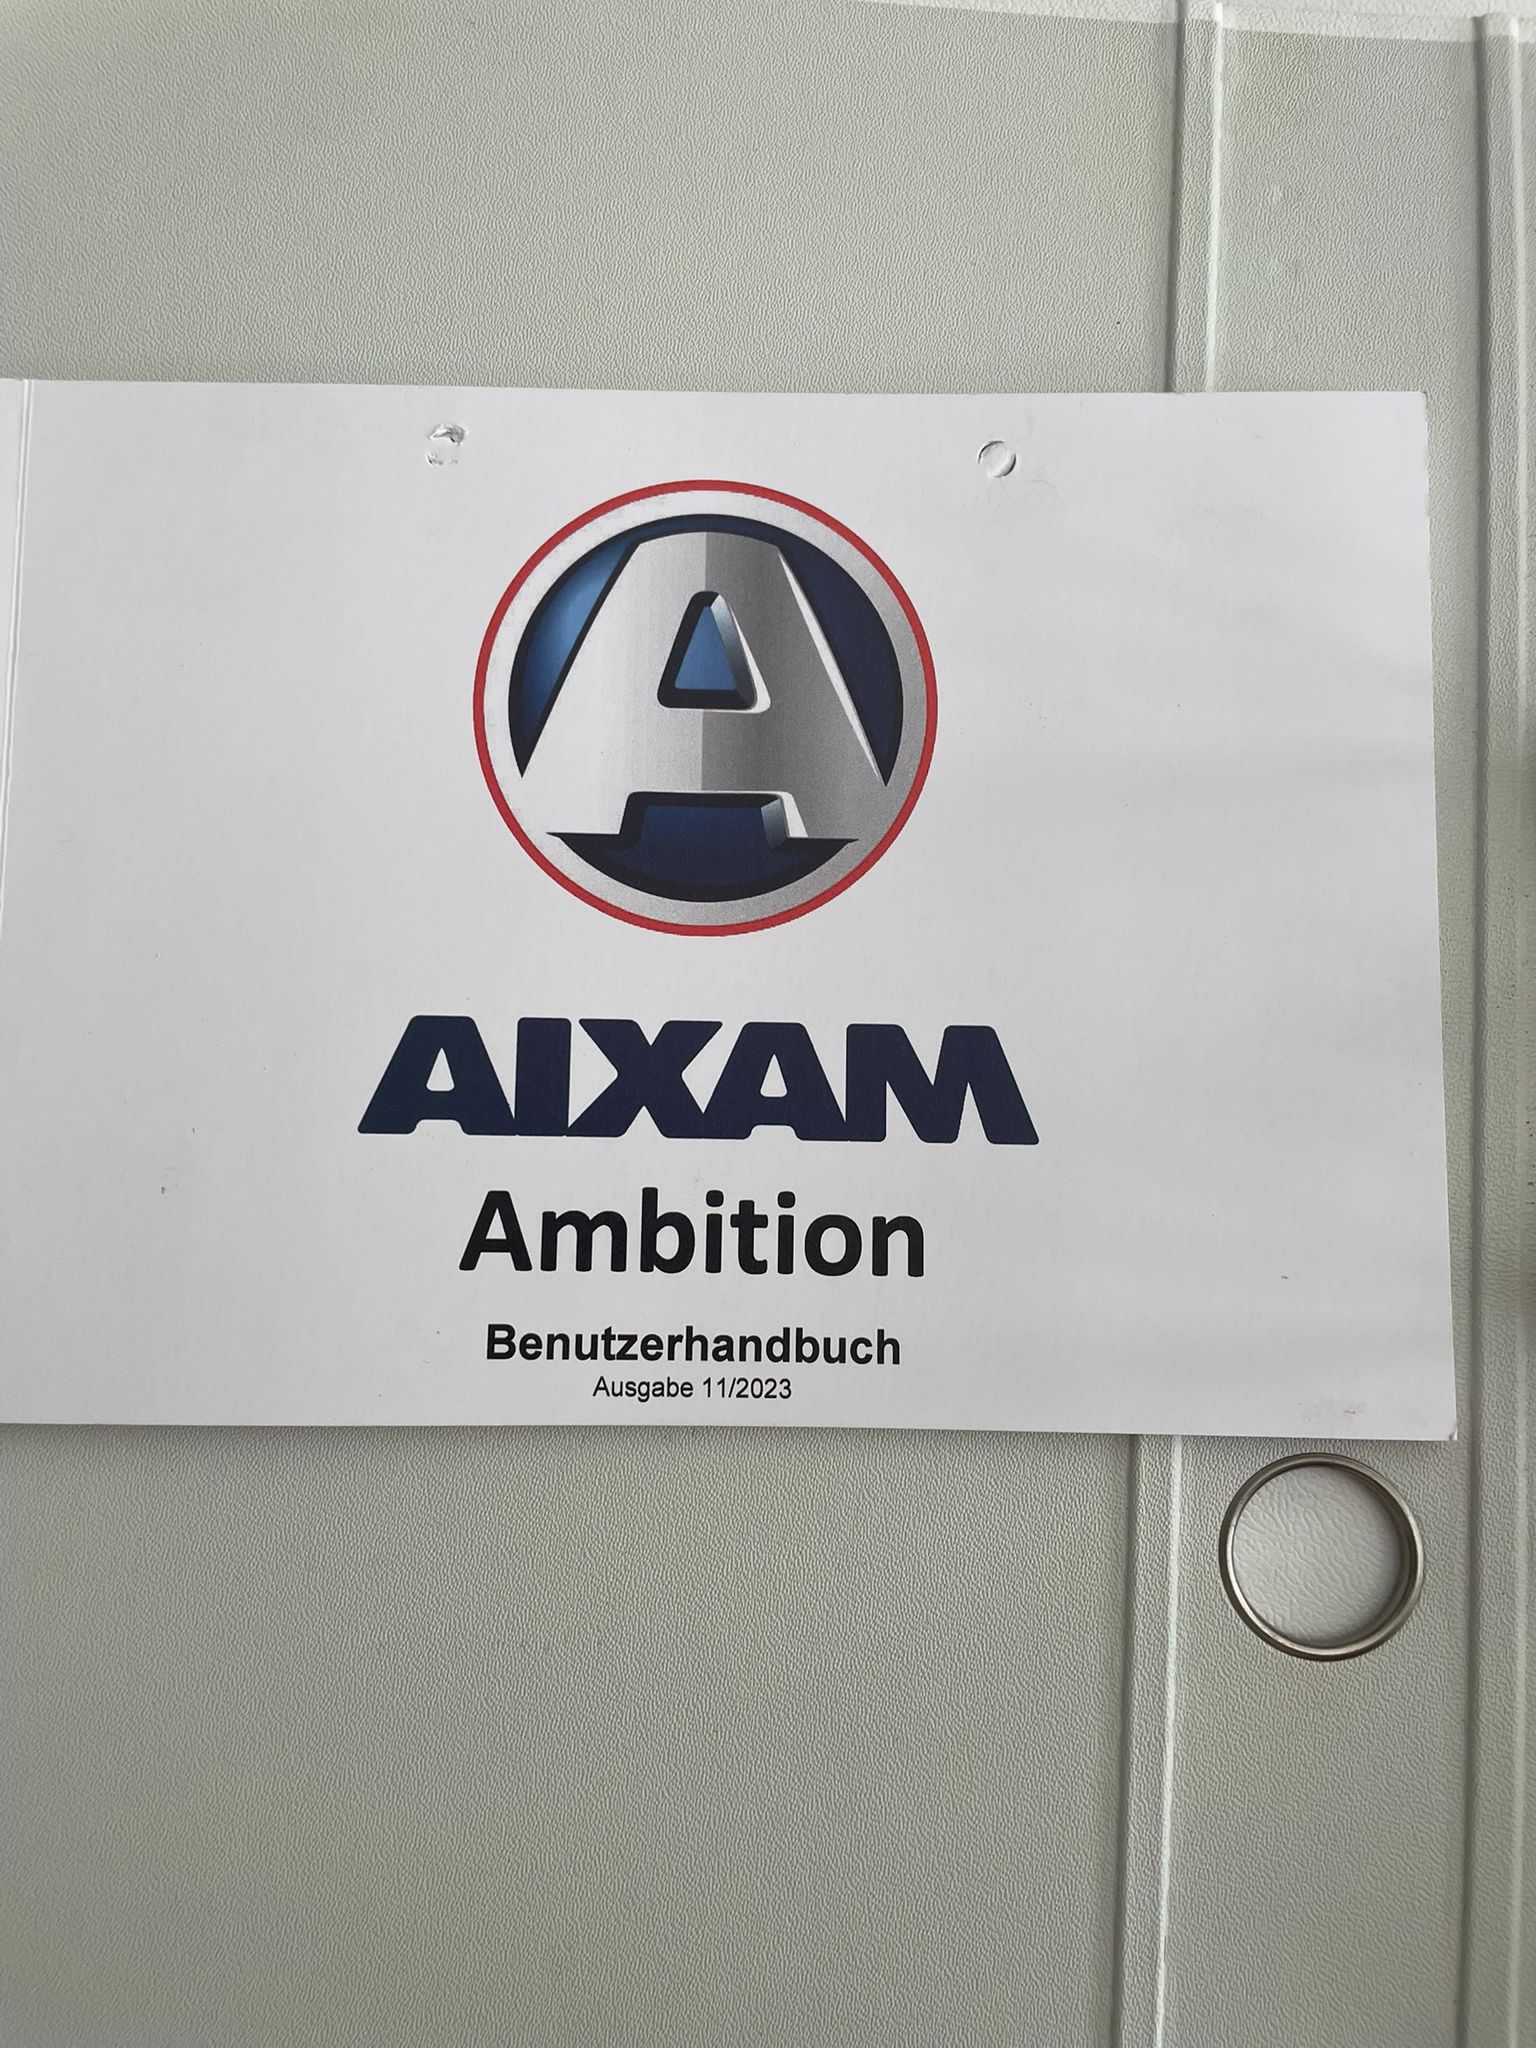 AIXAM
Ambition
Benutzerhandbuch
Ausgabe 11/2023